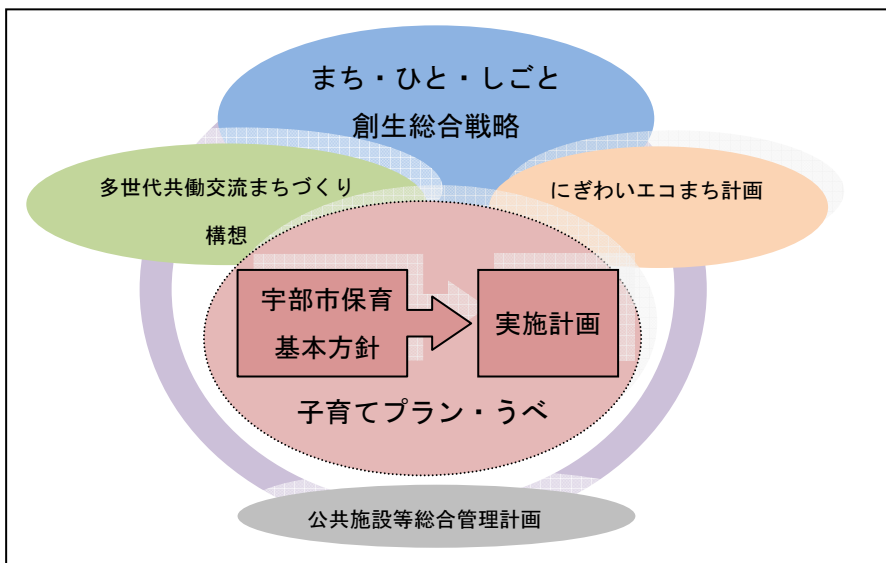 まち・ひと・しごと
創生総合戦略
多世代共働交流まちづくり
構想
にぎわいエコまち計画
宇部市保育
基本方針
実施計画
子育てプラン・うべ
公共施設等総合管理計画